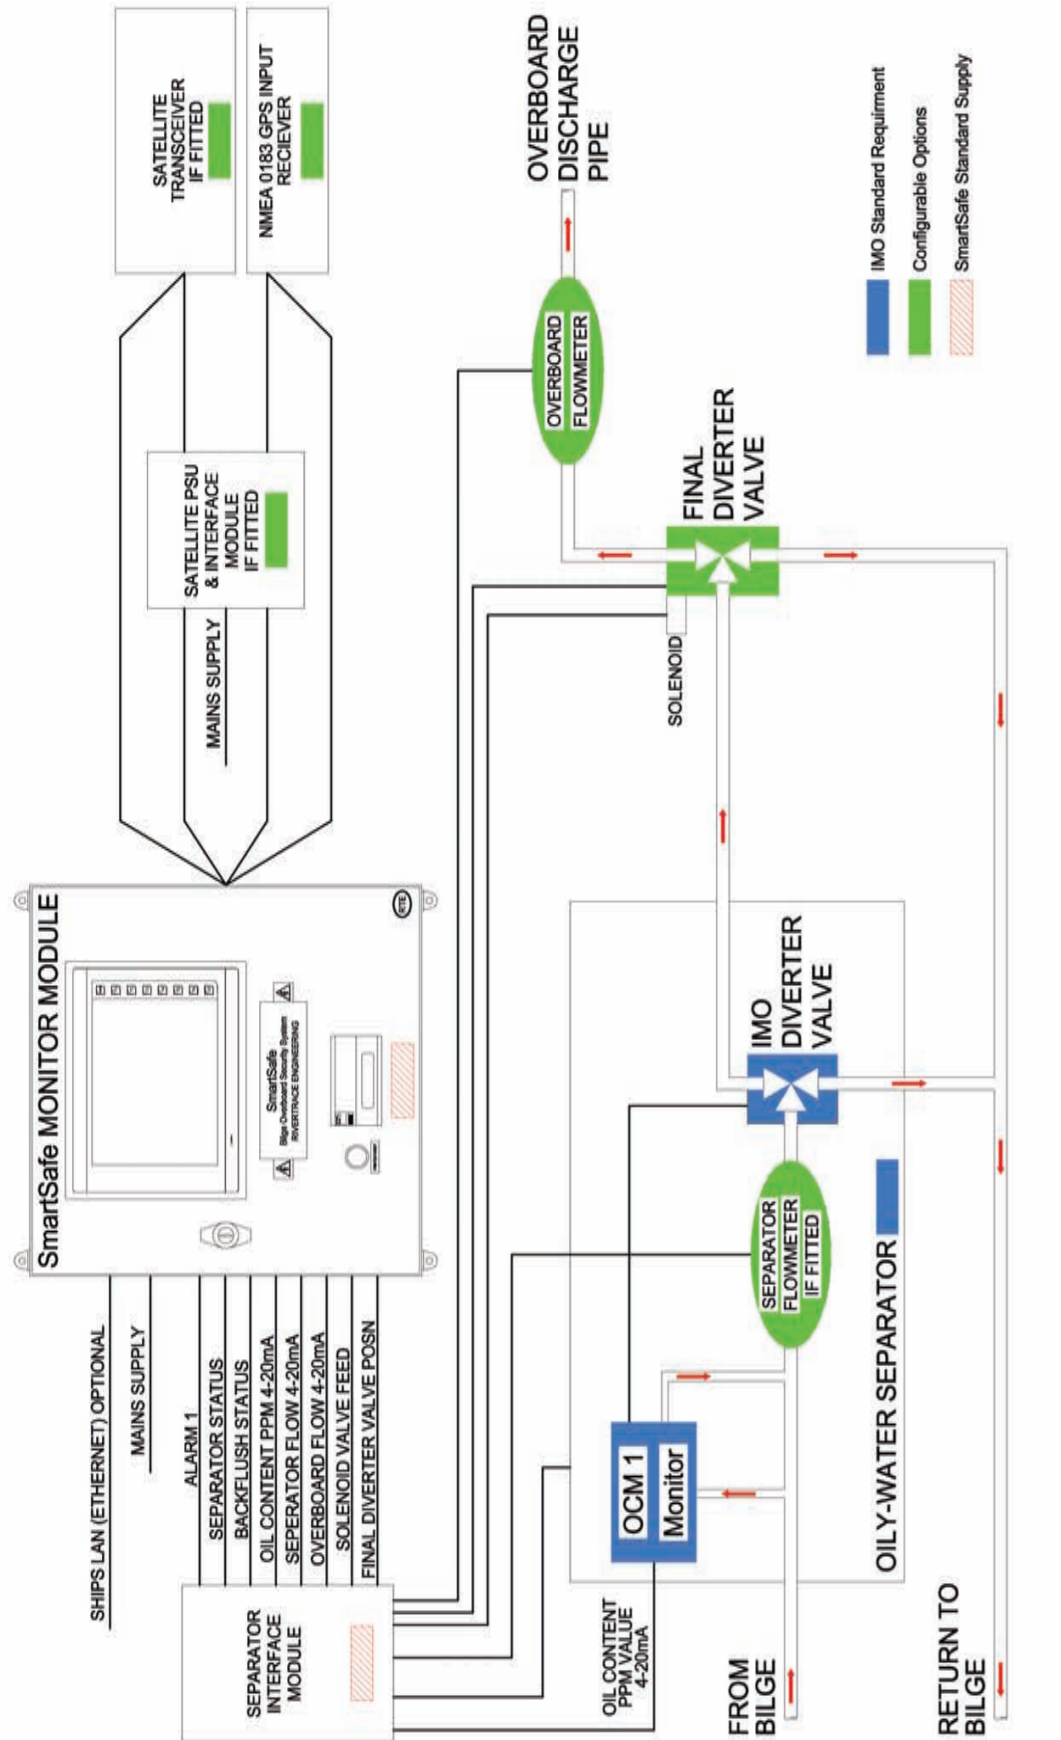 SHIPS LAN (ETHERNET) OPTIONAL
MAINS SUPPLY
ALARM 1
SEPARATOR STATUS
BACKFLUSH STATUS
OIL CONTENT PPM 4-20mA
SEPERATOR FLOW 4-20mA
OVERBOARD FLOW 4-20mA
SOLENOID VALVE FEED
FINAL DIVERTER VALVE POSN
SEPARATOR
INTERFACE
MODULE
SmartSafe MONITOR MODULE
SmartSafe
Bilge Overboard Security System
RIVERTRACE ENGINEERING
RTE
MAINS SUPPLY
SATELLITE PSU
& INTERFACE
MODULE
IF FITTED
SATELLITE
TRANSCEIVER
IF FITTED
NMEA 0183 GPS INPUT
RECIEVER
OVERBOARD
DISCHARGE
PIPE
OVERBOARD
FLOWMETER
FINAL
DIVERTER
VALVE
SOLENOID
IMO
DIVERTER
VALVE
SEPARATOR
FLOWMETER
IF FITTED
OCM 1
Monitor
OIL CONTENT
PPM VALUE
4-20mA
OILY-WATER SEPARATOR
FROM
BILGE
RETURN TO
BILGE
IMO Standard Requirment
Configurable Options
SmartSafe Standard Supply